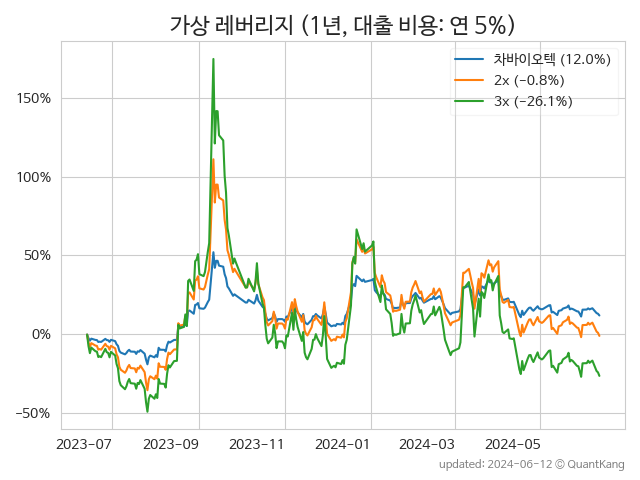 가상 레버리지 (1년, 대출 비용: 연 5%)
차바이오텍 (12.0%)
2x (−0.8%)
3x (−26.1%)
150%
100%
50%
0%
−50%
2023-07 2023-09 2023-11 2024-01 2024-03 2024-05
updated: 2024-06-12 © QuantKang